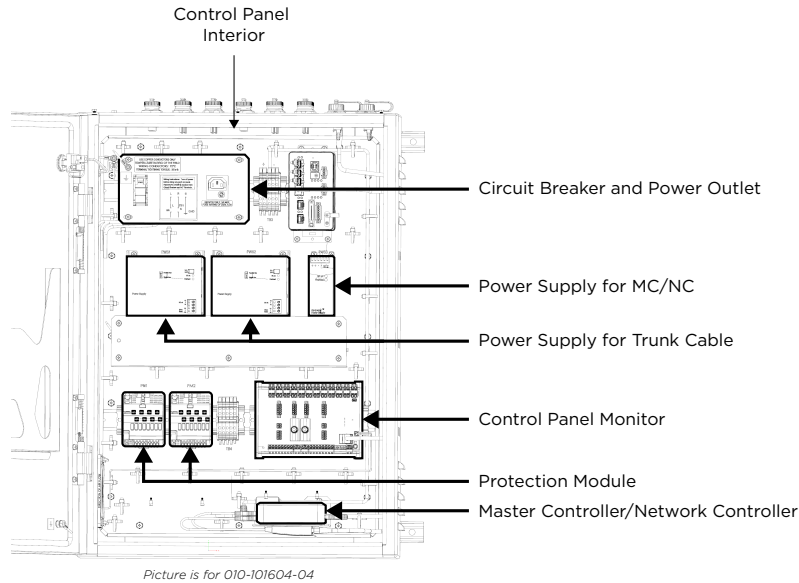 Control Panel
Interior
Circuit Breaker and Power Outlet
Power Supply for MC/NC
Power Supply for Trunk Cable
Control Panel Monitor
Protection Module
Master Controller/Network Controller
Picture is for 010-101604-04